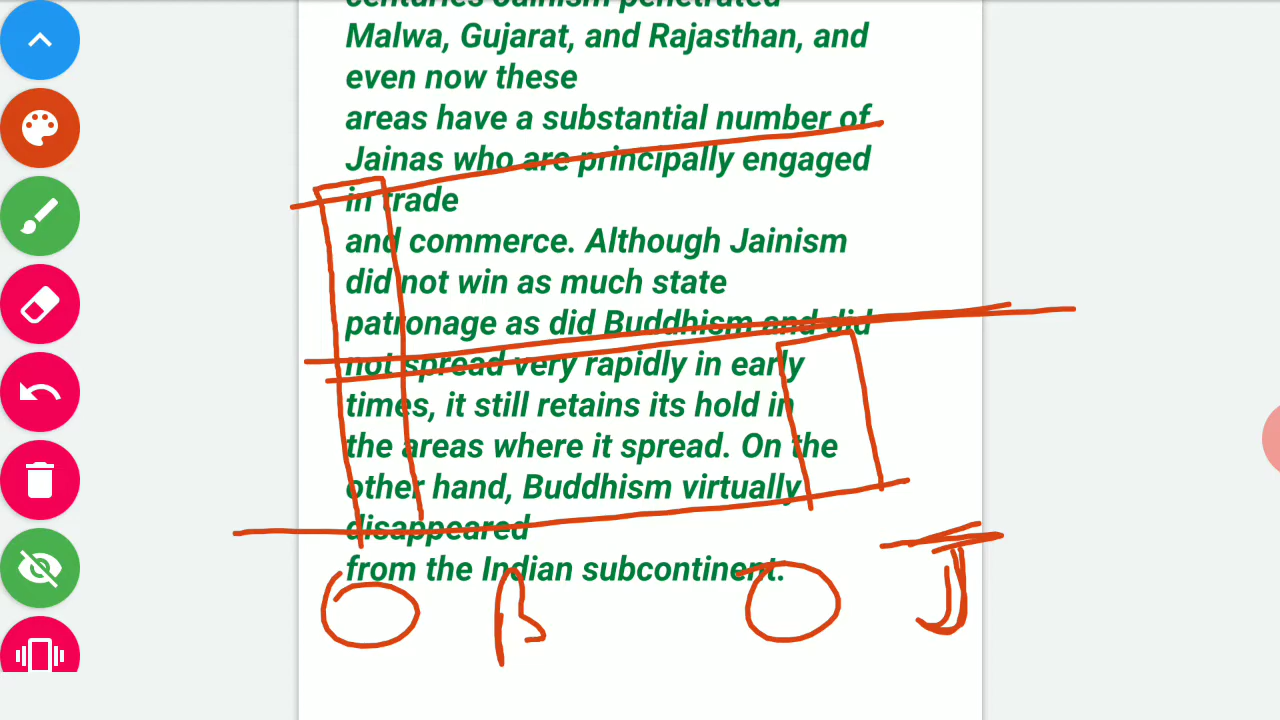 centuries Jainism penetrated
Malwa, Gujarat, and Rajasthan, and
even now these
areas have a substantial number of
Jainas who are principally engaged
in trade
and commerce. Although Jainism
did not win as much state
patronage as did Buddhism and did
not spread very rapidly in early
times, it still retains its hold in
the areas where it spread. On the
other hand, Buddhism virtually
disappeared
from the Indian subcontinent.
B J